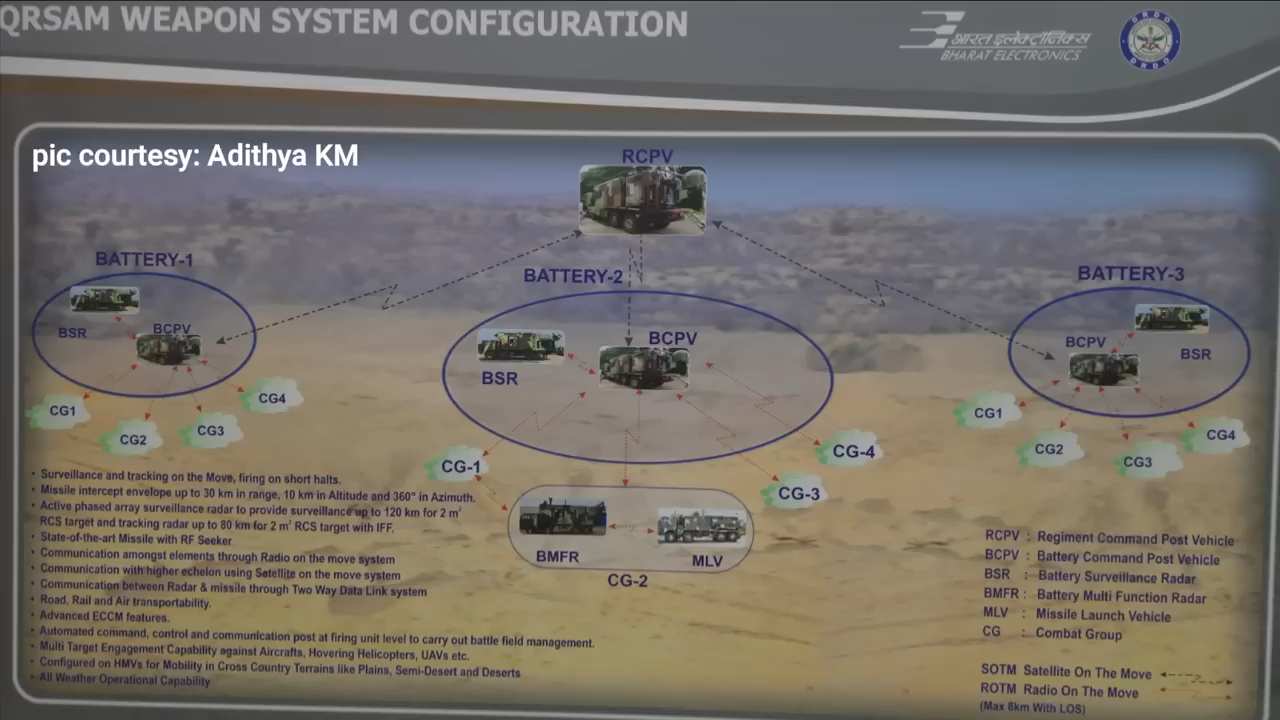 QRSAM WEAPON SYSTEM CONFIGURATION
भारत इलेक्ट्रॉनिक्स
BHARAT ELECTRONICS
DRDO
DRDO
pic courtesy: Adithya KM
RCPV
BATTERY-1
BSR
BCPV
CG1
CG2
CG3
CG4
BATTERY-2
BSR
BCPV
CG-1
CG-4
CG-3
BMFR
MLV
CG-2
BATTERY-3
BCPV
BSR
CG1
CG2
CG3
CG4
• Surveillance and tracking on the Move, firing on short halts.
• Missile intercept envelope up to 30 km in range, 10 km in Altitude and 360° in Azimuth.
• Active phased array surveillance radar to provide surveillance up to 120 km for 2 m²
RCS target and tracking radar up to 80 km for 2 m² RCS target with IFF.
• State-of-the-art Missile with RF Seeker
• Communication amongst elements through Radio on the move system
• Communication with higher echelon using Satellite on the move system
• Communication between Radar & missile through Two Way Data Link system
• Road, Rail and Air transportability.
• Advanced ECCM features.
• Automated command, control and communication post at firing unit level to carry out battle field management.
• Multi Target Engagement Capability against Aircrafts, Hovering Helicopters, UAVs etc.
• Configured on HMVs for Mobility in Cross Country Terrains like Plains, Semi-Desert and Deserts
• All Weather Operational Capability
RCPV : Regiment Command Post Vehicle
BCPV : Battery Command Post Vehicle
BSR : Battery Surveillance Radar
BMFR : Battery Multi Function Radar
MLV : Missile Launch Vehicle
CG : Combat Group
SOTM Satellite On The Move
ROTM Radio On The Move
(Max 8km With LOS)